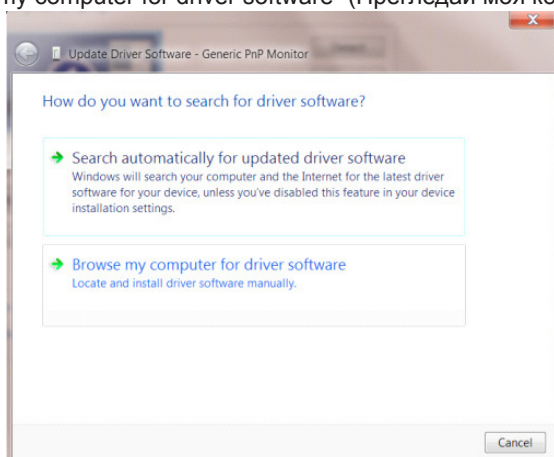 my computer for driver software" (Прегледай моя ко
Update Driver Software - Generic PnP Monitor
How do you want to search for driver software?
Search automatically for updated driver software
Windows will search your computer and the Internet for the latest driver
software for your device, unless you've disabled this feature in your device
installation settings.
Browse my computer for driver software
Locate and install driver software manually.
Cancel